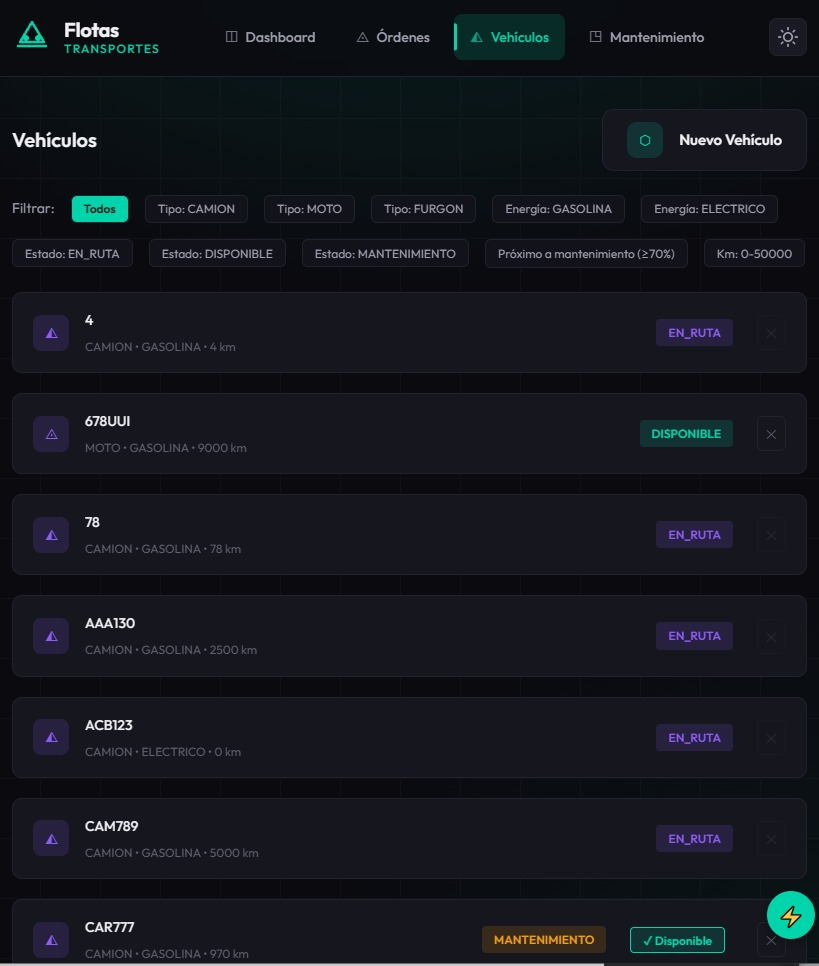 Flotas
TRANSPORTES
Dashboard
Órdenes
Vehículos
Mantenimiento
Vehículos
Nuevo Vehículo
Filtrar: Todos Tipo: CAMION Tipo: MOTO Tipo: FURGON Energía: GASOLINA Energía: ELECTRICO
Estado: EN_RUTA Estado: DISPONIBLE Estado: MANTENIMIENTO Próximo a mantenimiento (≥70%) Km: 0-50000
4
CAMION • GASOLINA • 4 km
EN_RUTA
678UUI
MOTO • GASOLINA • 9000 km
DISPONIBLE
78
CAMION • GASOLINA • 78 km
EN_RUTA
AAA130
CAMION • GASOLINA • 2500 km
EN_RUTA
ACB123
CAMION • ELECTRICO • 0 km
EN_RUTA
CAM789
CAMION • GASOLINA • 5000 km
EN_RUTA
CAR777
CAMION • GASOLINA • 970 km
MANTENIMIENTO
✓ Disponible